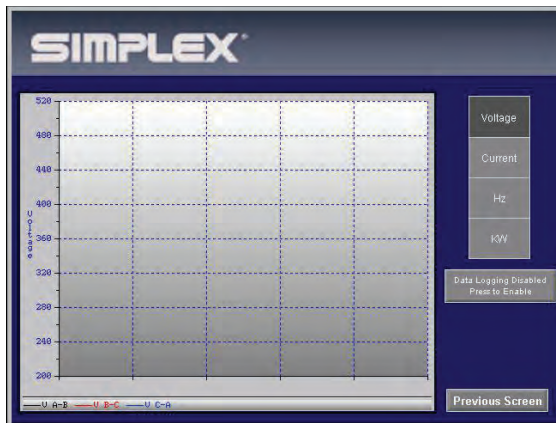 SIMPLEX
520
480
440
400
360
320
280
240
200
Voltage
V A-B V B-C V C-A
Voltage
Current
Hz
KW
Data Logging Disabled
Press to Enable
Previous Screen